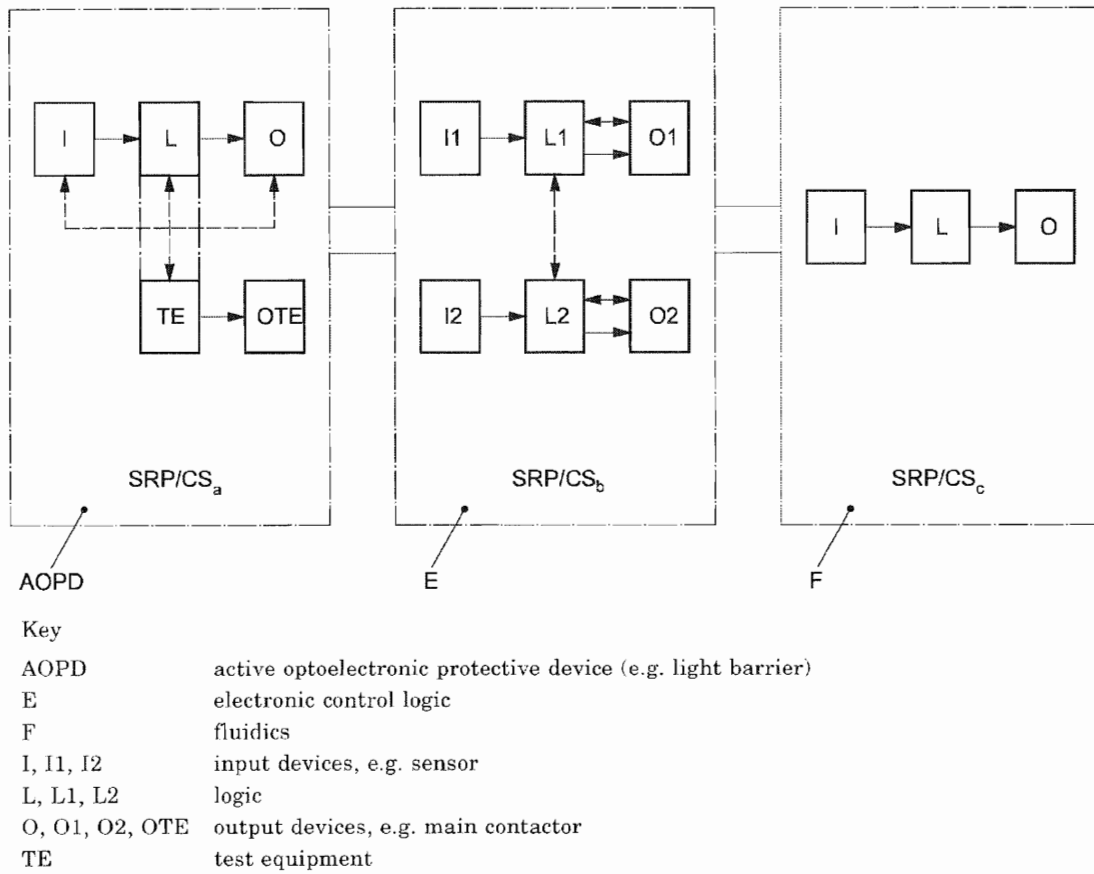 I L O
TE OTE
SRP/CSa
I1 L1 O1
I2 L2 O2
SRP/CSb
I L O
SRP/CSc
AOPD
E
F
Key
AOPD active optoelectronic protective device (e.g. light barrier)
E electronic control logic
F fluidics
I, I1, I2 input devices, e.g. sensor
L, L1, L2 logic
O, O1, O2, OTE output devices, e.g. main contactor
TE test equipment